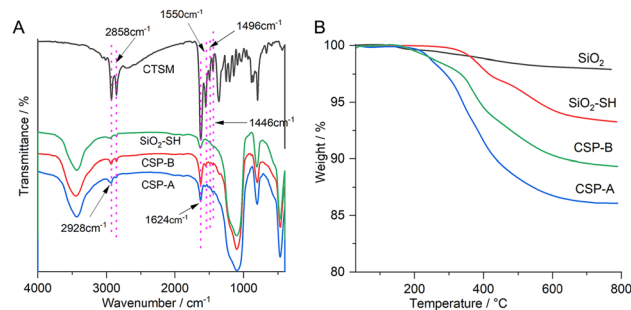 A
B
2858cm-1
1550cm-1
1496cm-1
CTSM
SiO2-SH
1446cm-1
CSP-B
CSP-A
2928cm-1
1624cm-1
Transmittance / %
4000 3000 2000 1000
Wavenumber / cm-1
100
95
90
85
80
Weight / %
SiO2
SiO2-SH
CSP-B
CSP-A
0 200 400 600 800
Temperature / °C